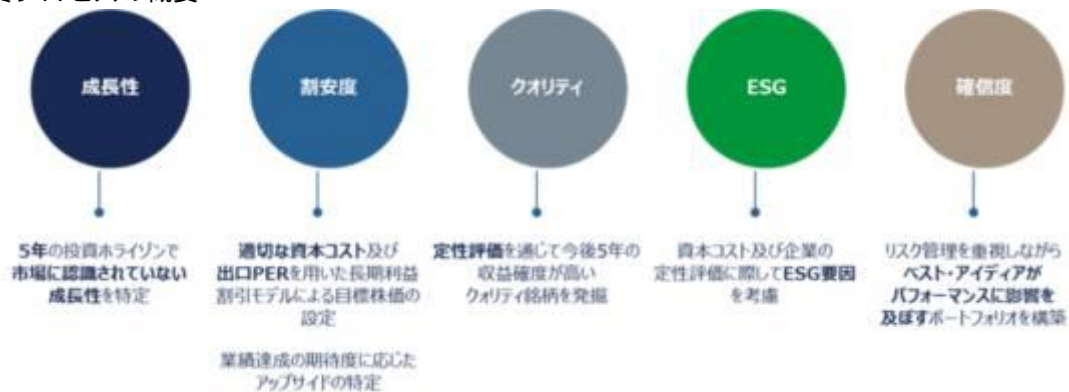 成長性
割安度
クオリティ
ESG
確信度
5年の投資ホライゾンで
市場に認識されていない
成長性を特定
適切な資本コスト及び
出口PERを用いた長期利益
割引モデルによる目標株価の
設定
業績達成の期待度に応じた
アップサイドの特定
定性評価を通じて今後5年の
収益確度が高い
クオリティ銘柄を発掘
資本コスト及び企業の
定性評価に際してESG要因
を考慮
リスク管理を重視しながら
ベスト・アイディアが
パフォーマンスに影響を
及ぼすポートフォリオを構築